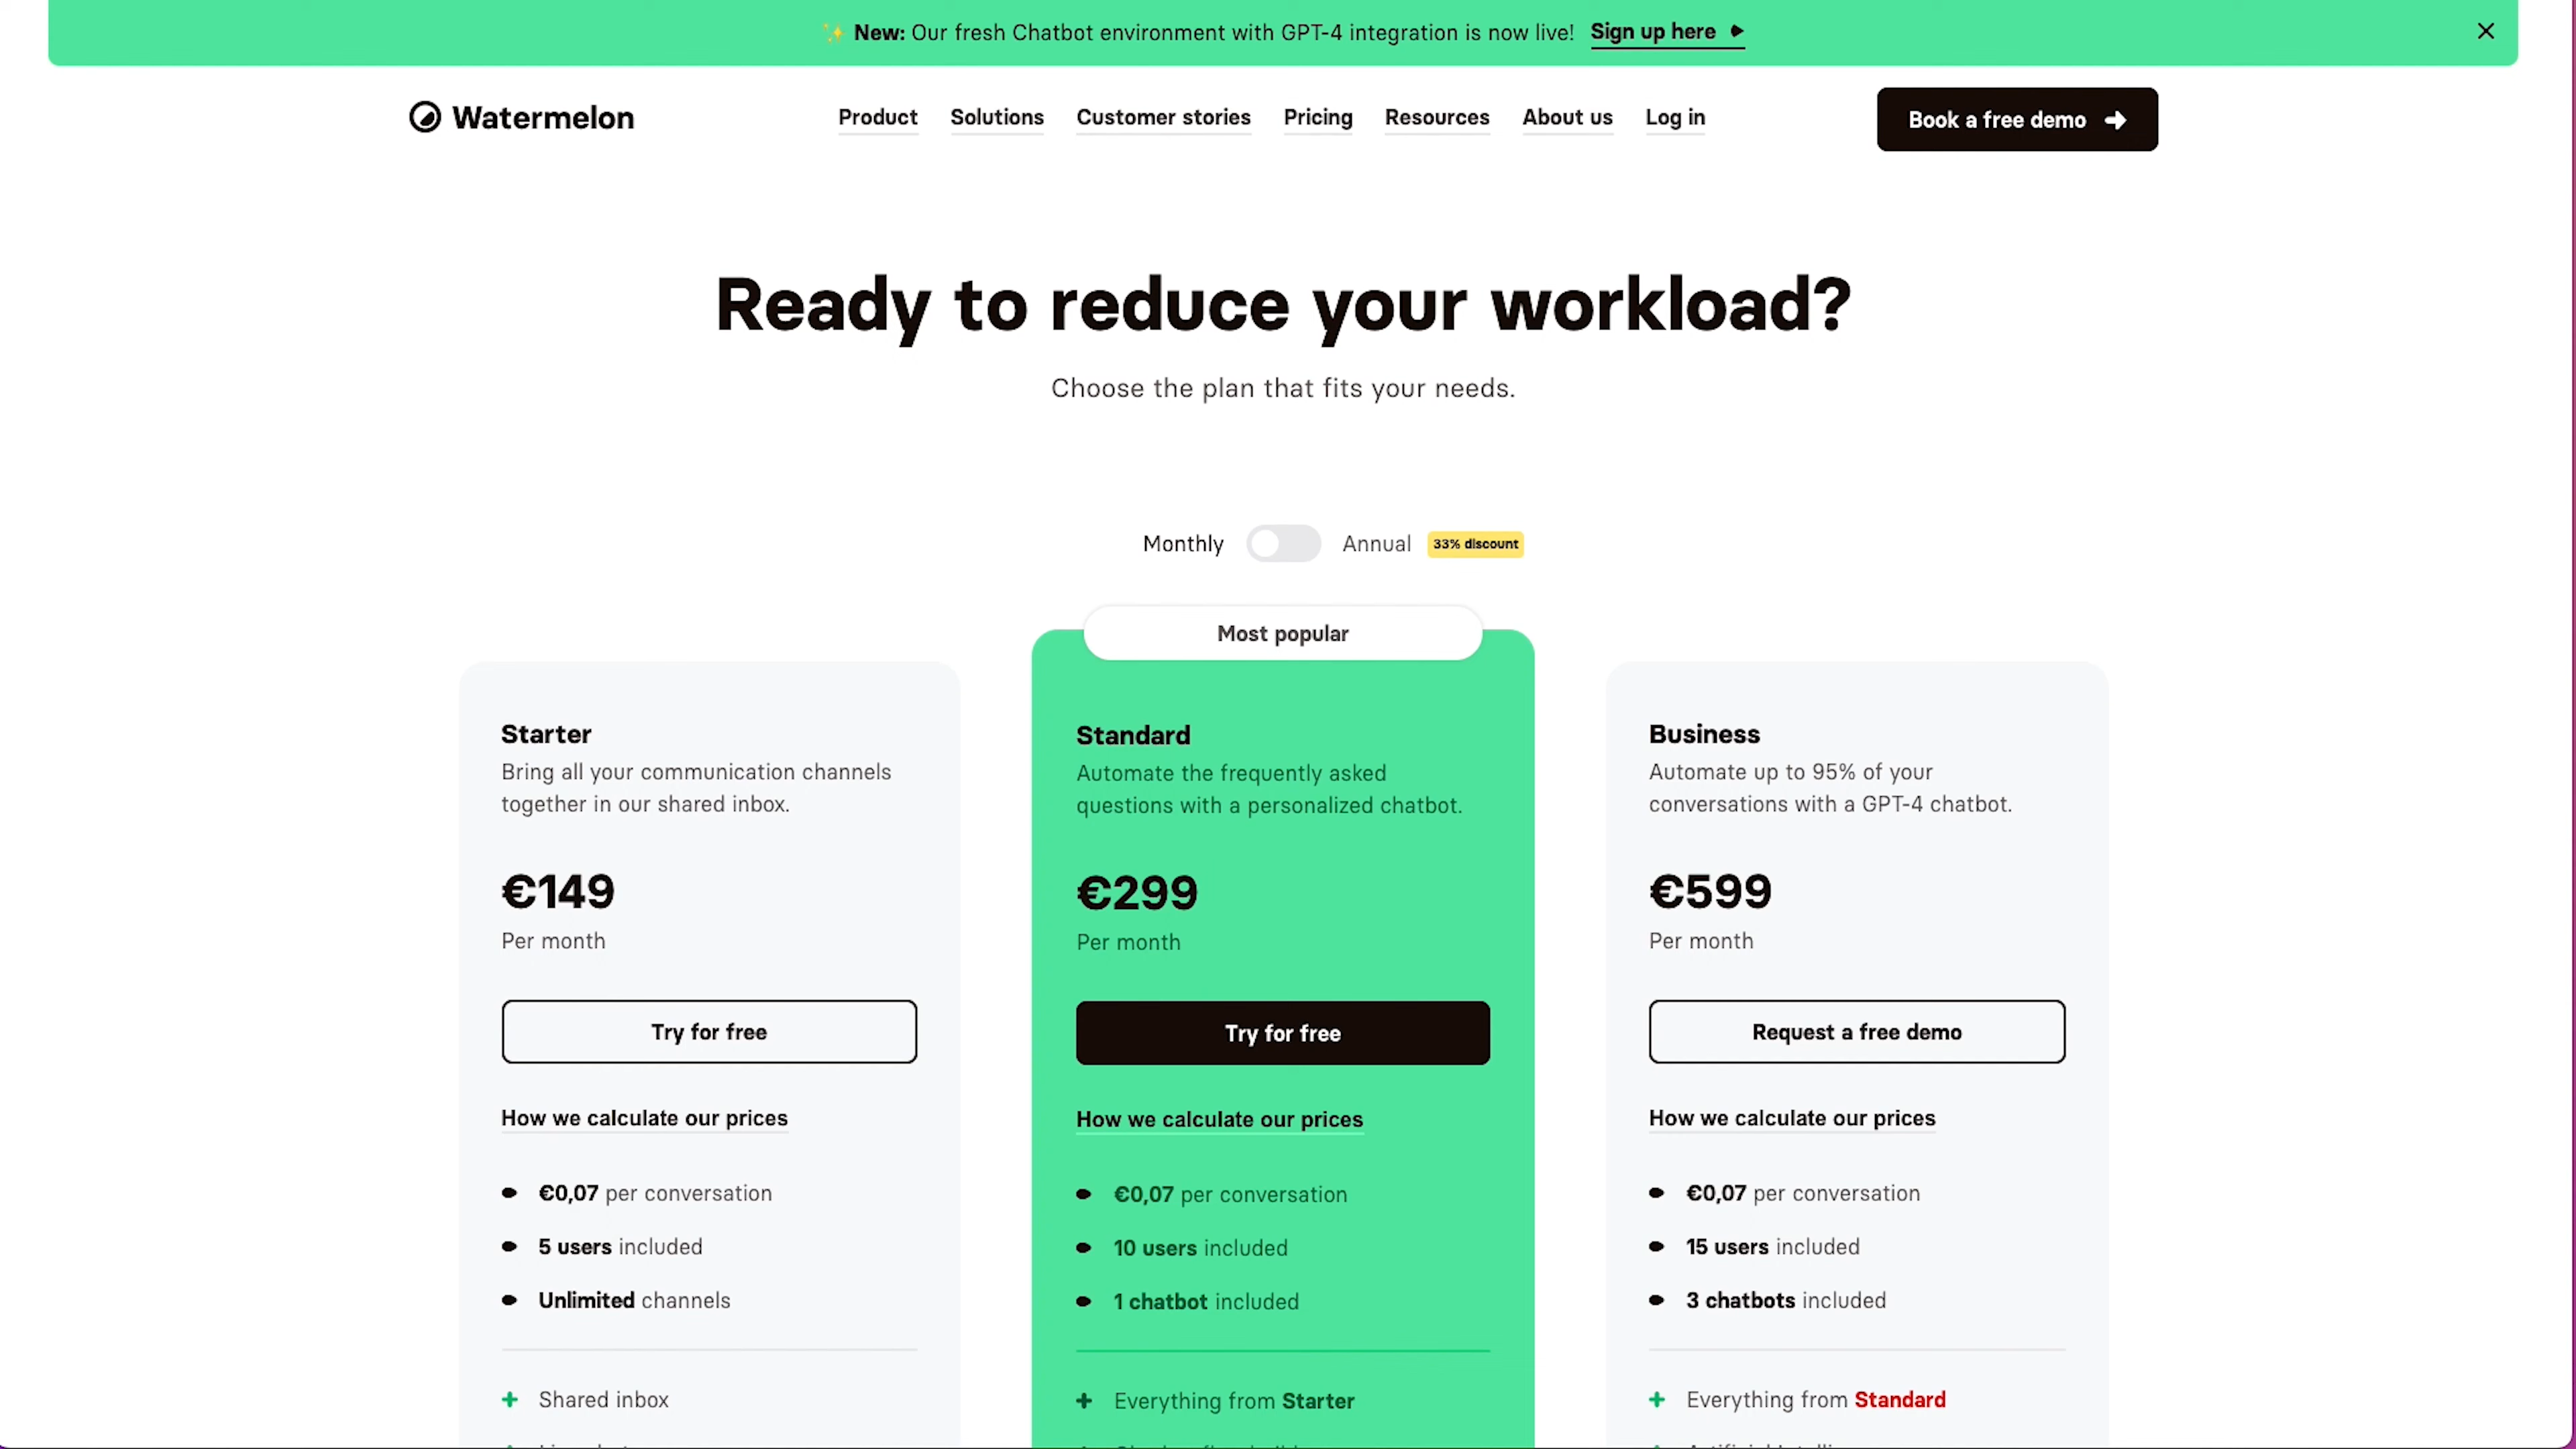 ✨ New: Our fresh Chatbot environment with GPT-4 integration is now live! Sign up here
Watermelon
Product Solutions Customer stories Pricing Resources About us Log in
Book a free demo
Ready to reduce your workload?
Choose the plan that fits your needs.
Monthly Annual 33% discount
Most popular
Starter
Bring all your communication channels
together in our shared inbox.
€149
Per month
Try for free
How we calculate our prices
€0,07 per conversation
5 users included
Unlimited channels
Shared inbox
Standard
Automate the frequently asked
questions with a personalized chatbot.
€299
Per month
Try for free
How we calculate our prices
€0,07 per conversation
10 users included
1 chatbot included
Everything from Starter
Business
Automate up to 95% of your
conversations with a GPT-4 chatbot.
€599
Per month
Request a free demo
How we calculate our prices
€0,07 per conversation
15 users included
3 chatbots included
Everything from Standard